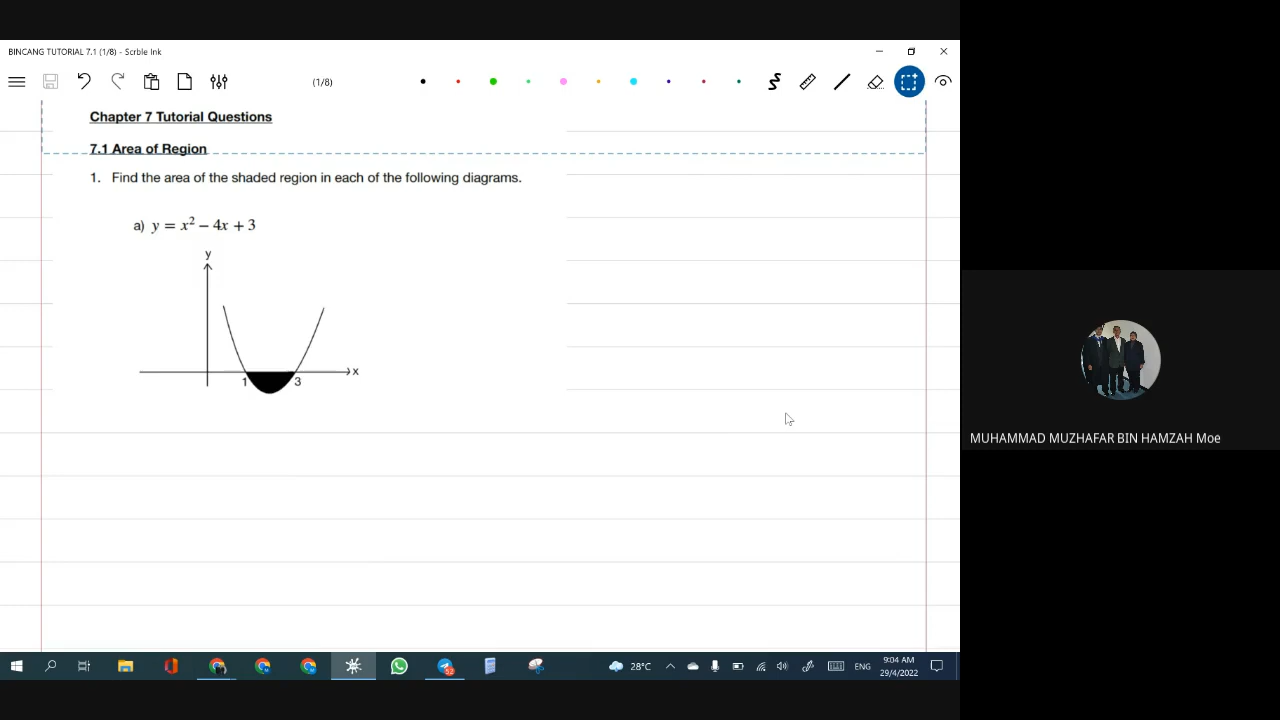 BINCANG TUTORIAL 7.1 (1/8) - Scrble Ink
(1/8)
Chapter 7 Tutorial Questions
7.1 Area of Region
1. Find the area of the shaded region in each of the following diagrams.
a) y = x² − 4x + 3
y
x
1 3
MUHAMMAD MUZHAFAR BIN HAMZAH Moe
28°C
ENG
9:04 AM
29/4/2022